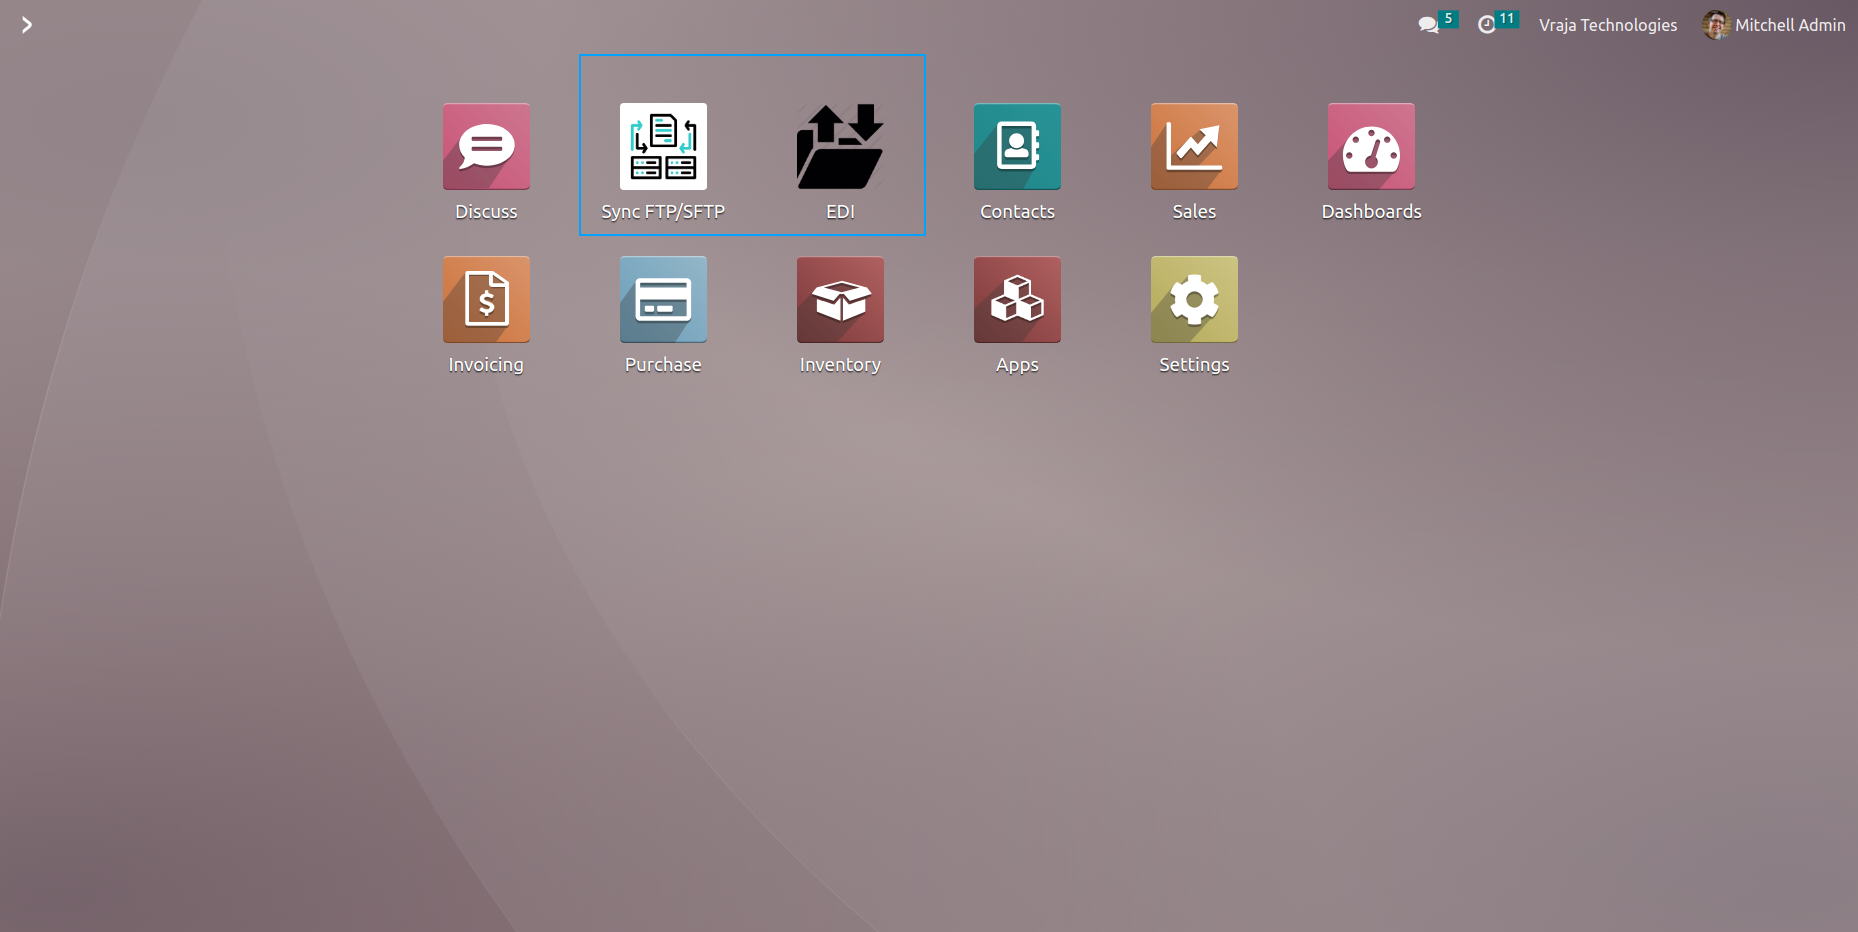 5 11 Vraja Technologies Mitchell Admin
Discuss Sync FTP/SFTP EDI Contacts Sales Dashboards
$
Invoicing Purchase Inventory Apps Settings